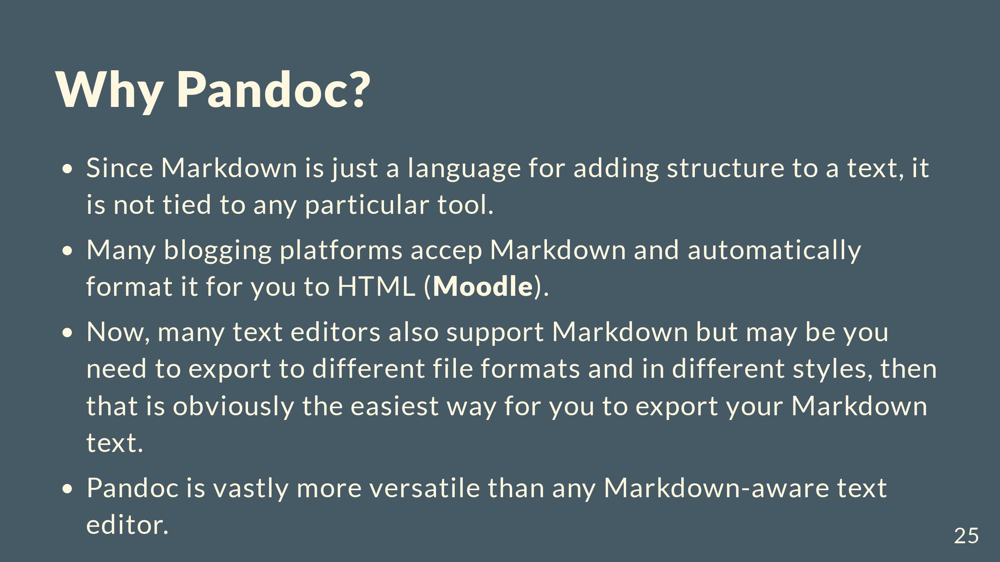 Why Pandoc?
• Since Markdown is just a language for adding structure to a text, it
is not tied to any particular tool.
• Many blogging platforms accep Markdown and automatically
format it for you to HTML (Moodle).
• Now, many text editors also support Markdown but may be you
need to export to different file formats and in different styles, then
that is obviously the easiest way for you to export your Markdown
text.
• Pandoc is vastly more versatile than any Markdown-aware text
editor.
25